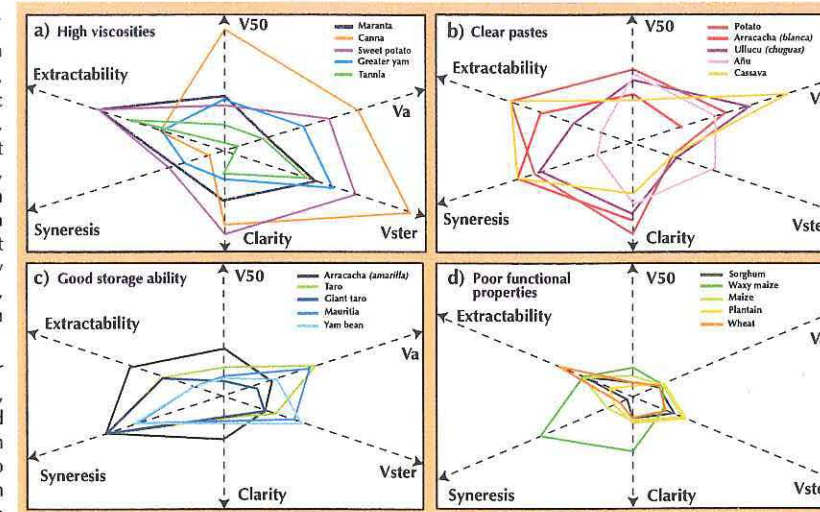 a) High viscosities
V50
Maranta
Canna
Sweet potato
Greater yam
Tannia
Extractability
Va
Syneresis
Clarity
Vster
b) Clear pastes
V50
Potato
Arracacha (blanca)
Ullucu (chuguas)
Añu
Cassava
Extractability
Syneresis
Clarity
c) Good storage ability
V50
Arracacha (amarilla)
Taro
Giant taro
Mauritia
Yam bean
Extractability
Va
Syneresis
Clarity
Vster
d) Poor functional
properties
V50
Sorghum
Waxy maize
Maize
Plantain
Wheat
Extractability
Syneresis
Clarity